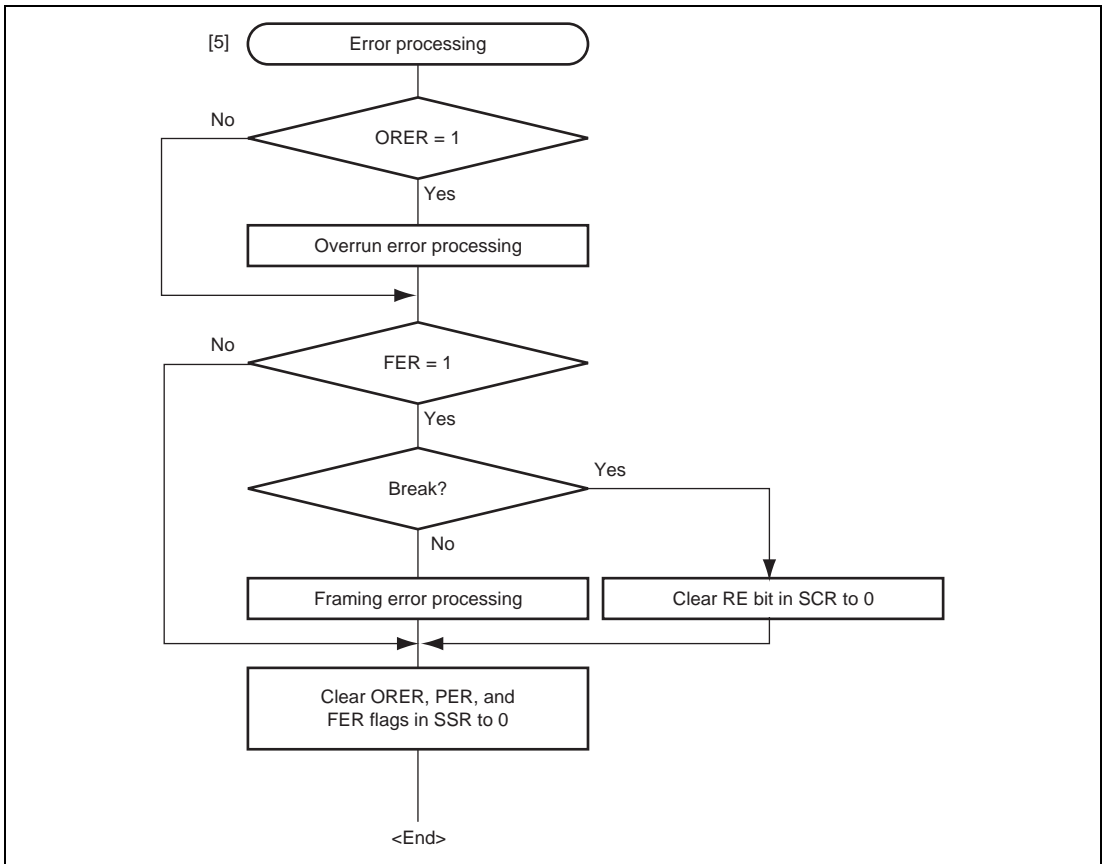 [5] Error processing
No
ORER = 1
Yes
Overrun error processing
No
FER = 1
Yes
Yes
Break?
No
Framing error processing
Clear RE bit in SCR to 0
Clear ORER, PER, and
FER flags in SSR to 0
<End>